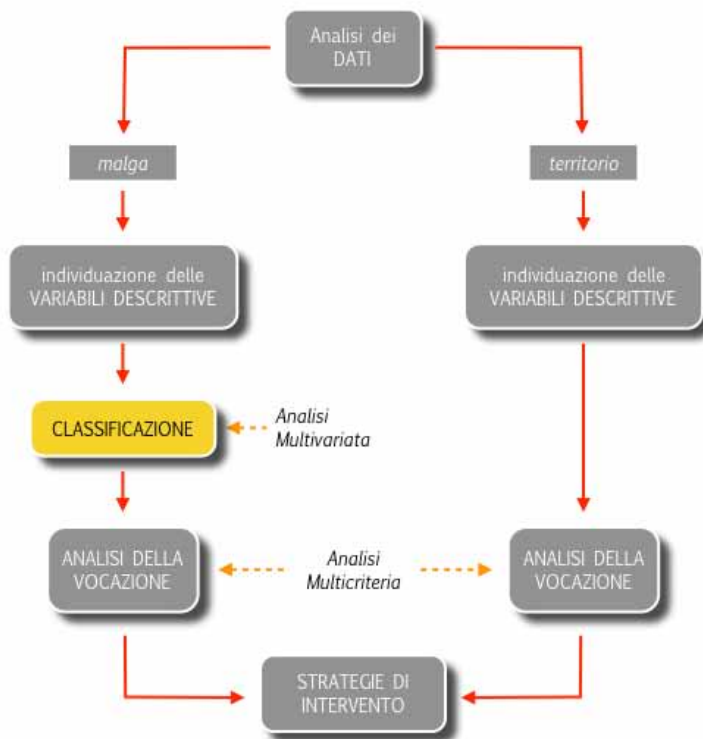 Analisi dei
DATI
malga
territorio
individuazione delle
VARIABILI DESCRITTIVE
individuazione delle
VARIABILI DESCRITTIVE
CLASSIFICAZIONE
Analisi
Multivariata
ANALISI DELLA
VOCAZIONE
Analisi
Multicriteria
ANALISI DELLA
VOCAZIONE
STRATEGIE DI
INTERVENTO